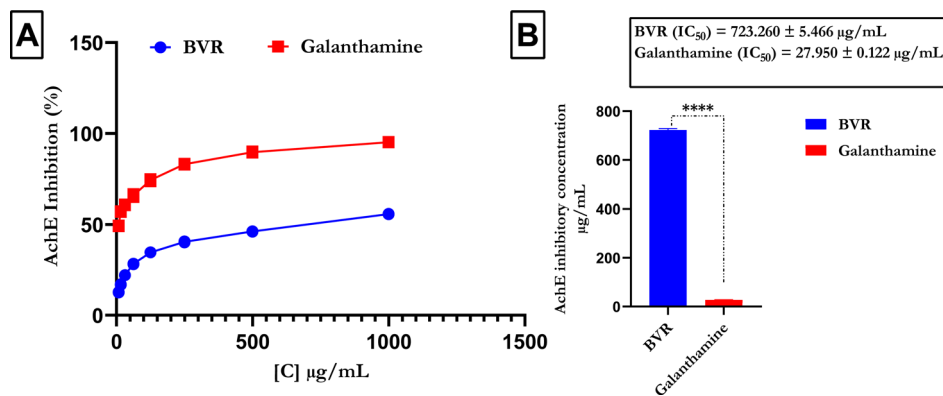 A
BVR
Galanthamine
150
100
50
0
AchE Inhibition (%)
0
500
1000
1500
[C] µg/mL
B
BVR (IC50) = 723.260 ± 5.466 µg/mL
Galanthamine (IC50) = 27.950 ± 0.122 µg/mL
****
BVR
Galanthamine
800
600
400
200
0
AchE inhibitory concentration
µg/mL
BVR
Galanthamine